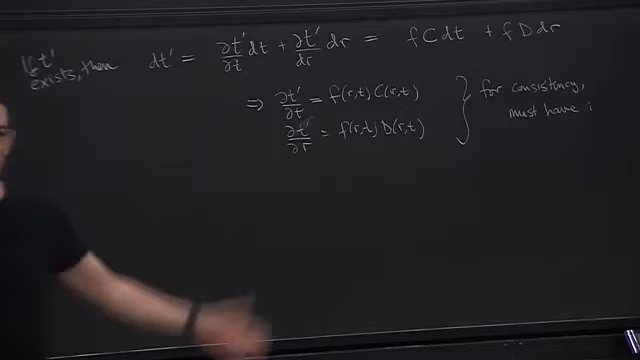 If t'
exists, then dt' = ∂t'/∂t dt + ∂t'/∂r dr = f C dt + f D dr
⇒ ∂t'/∂t = f(r,t) C(r,t) } for consistency,
∂t'/∂r = f(r,t) D(r,t) must have :